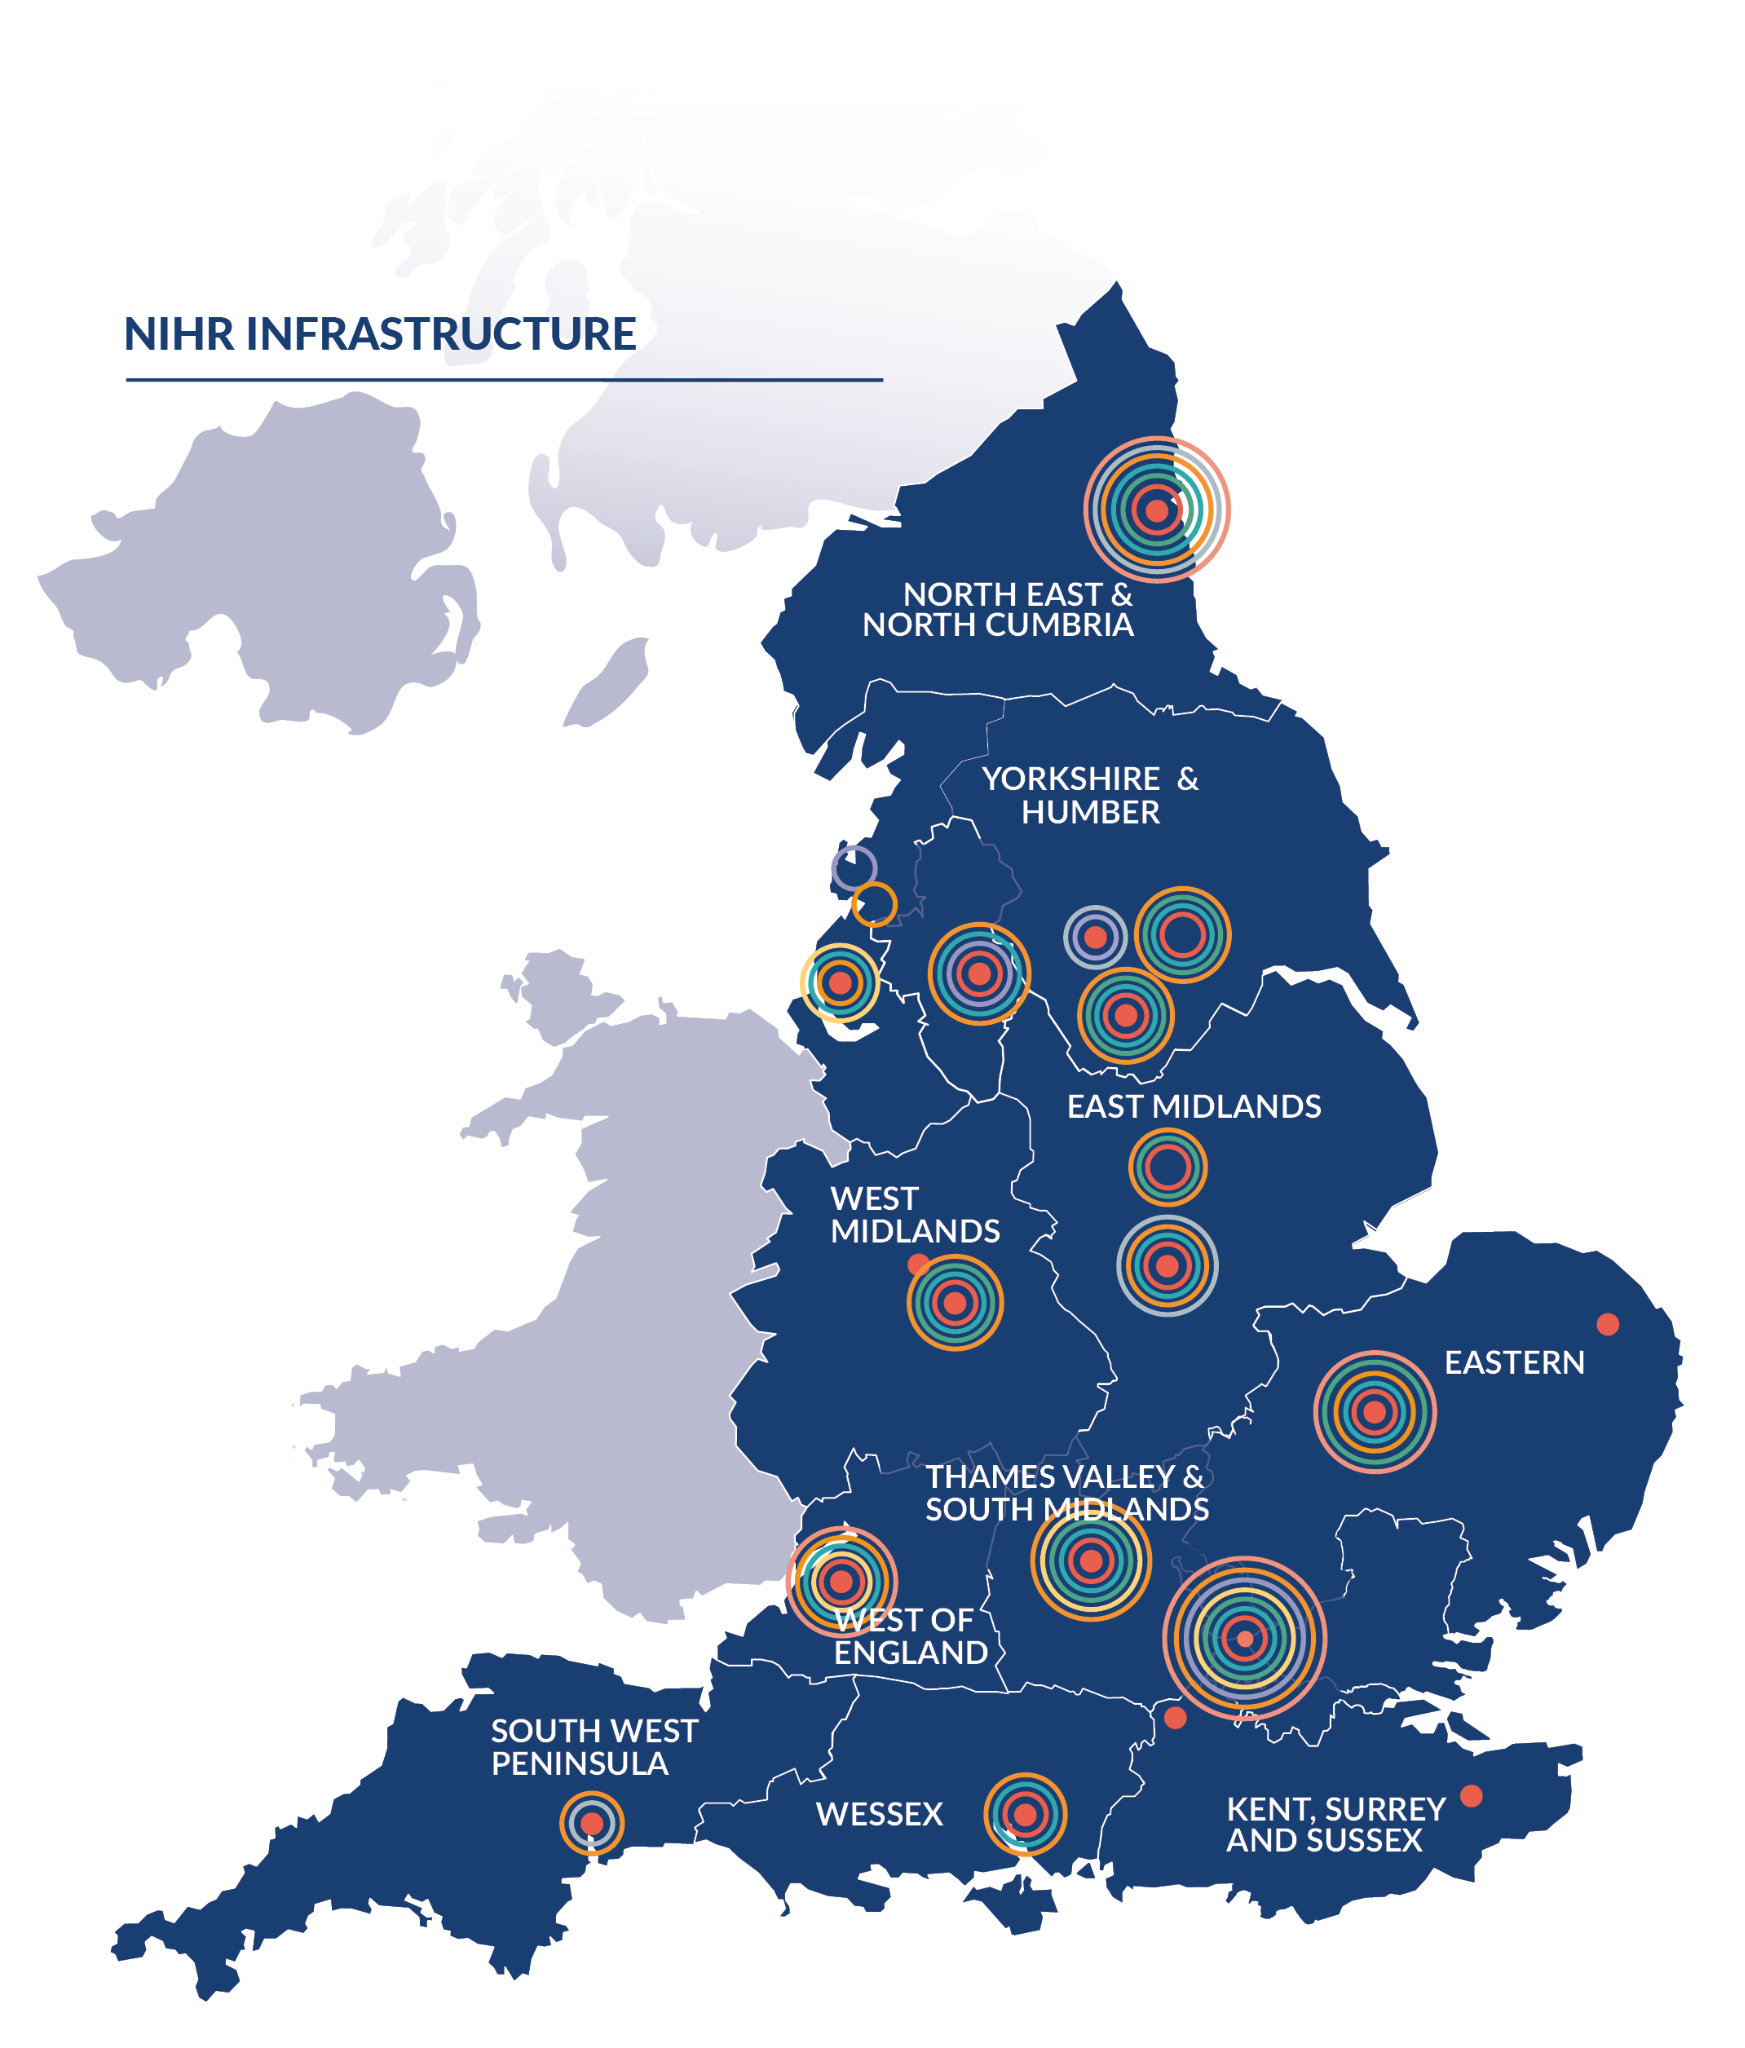 NIHR INFRASTRUCTURE
NORTH EAST &
NORTH CUMBRIA
YORKSHIRE &
HUMBER
EAST MIDLANDS
WEST
MIDLANDS
EASTERN
THAMES VALLEY &
SOUTH MIDLANDS
WEST OF
ENGLAND
SOUTH WEST
PENINSULA
WESSEX
KENT, SURREY
AND SUSSEX